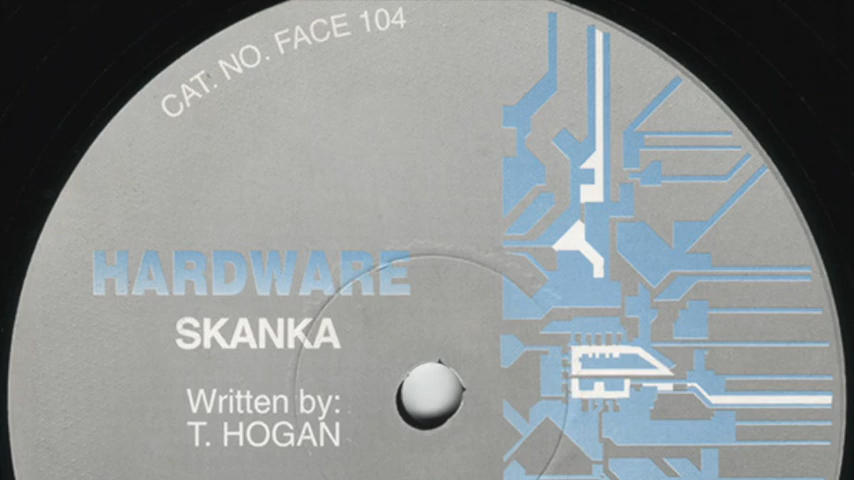 CAT. NO. FACE 104
HARDWARE
SKANKA
Written by:
T. HOGAN